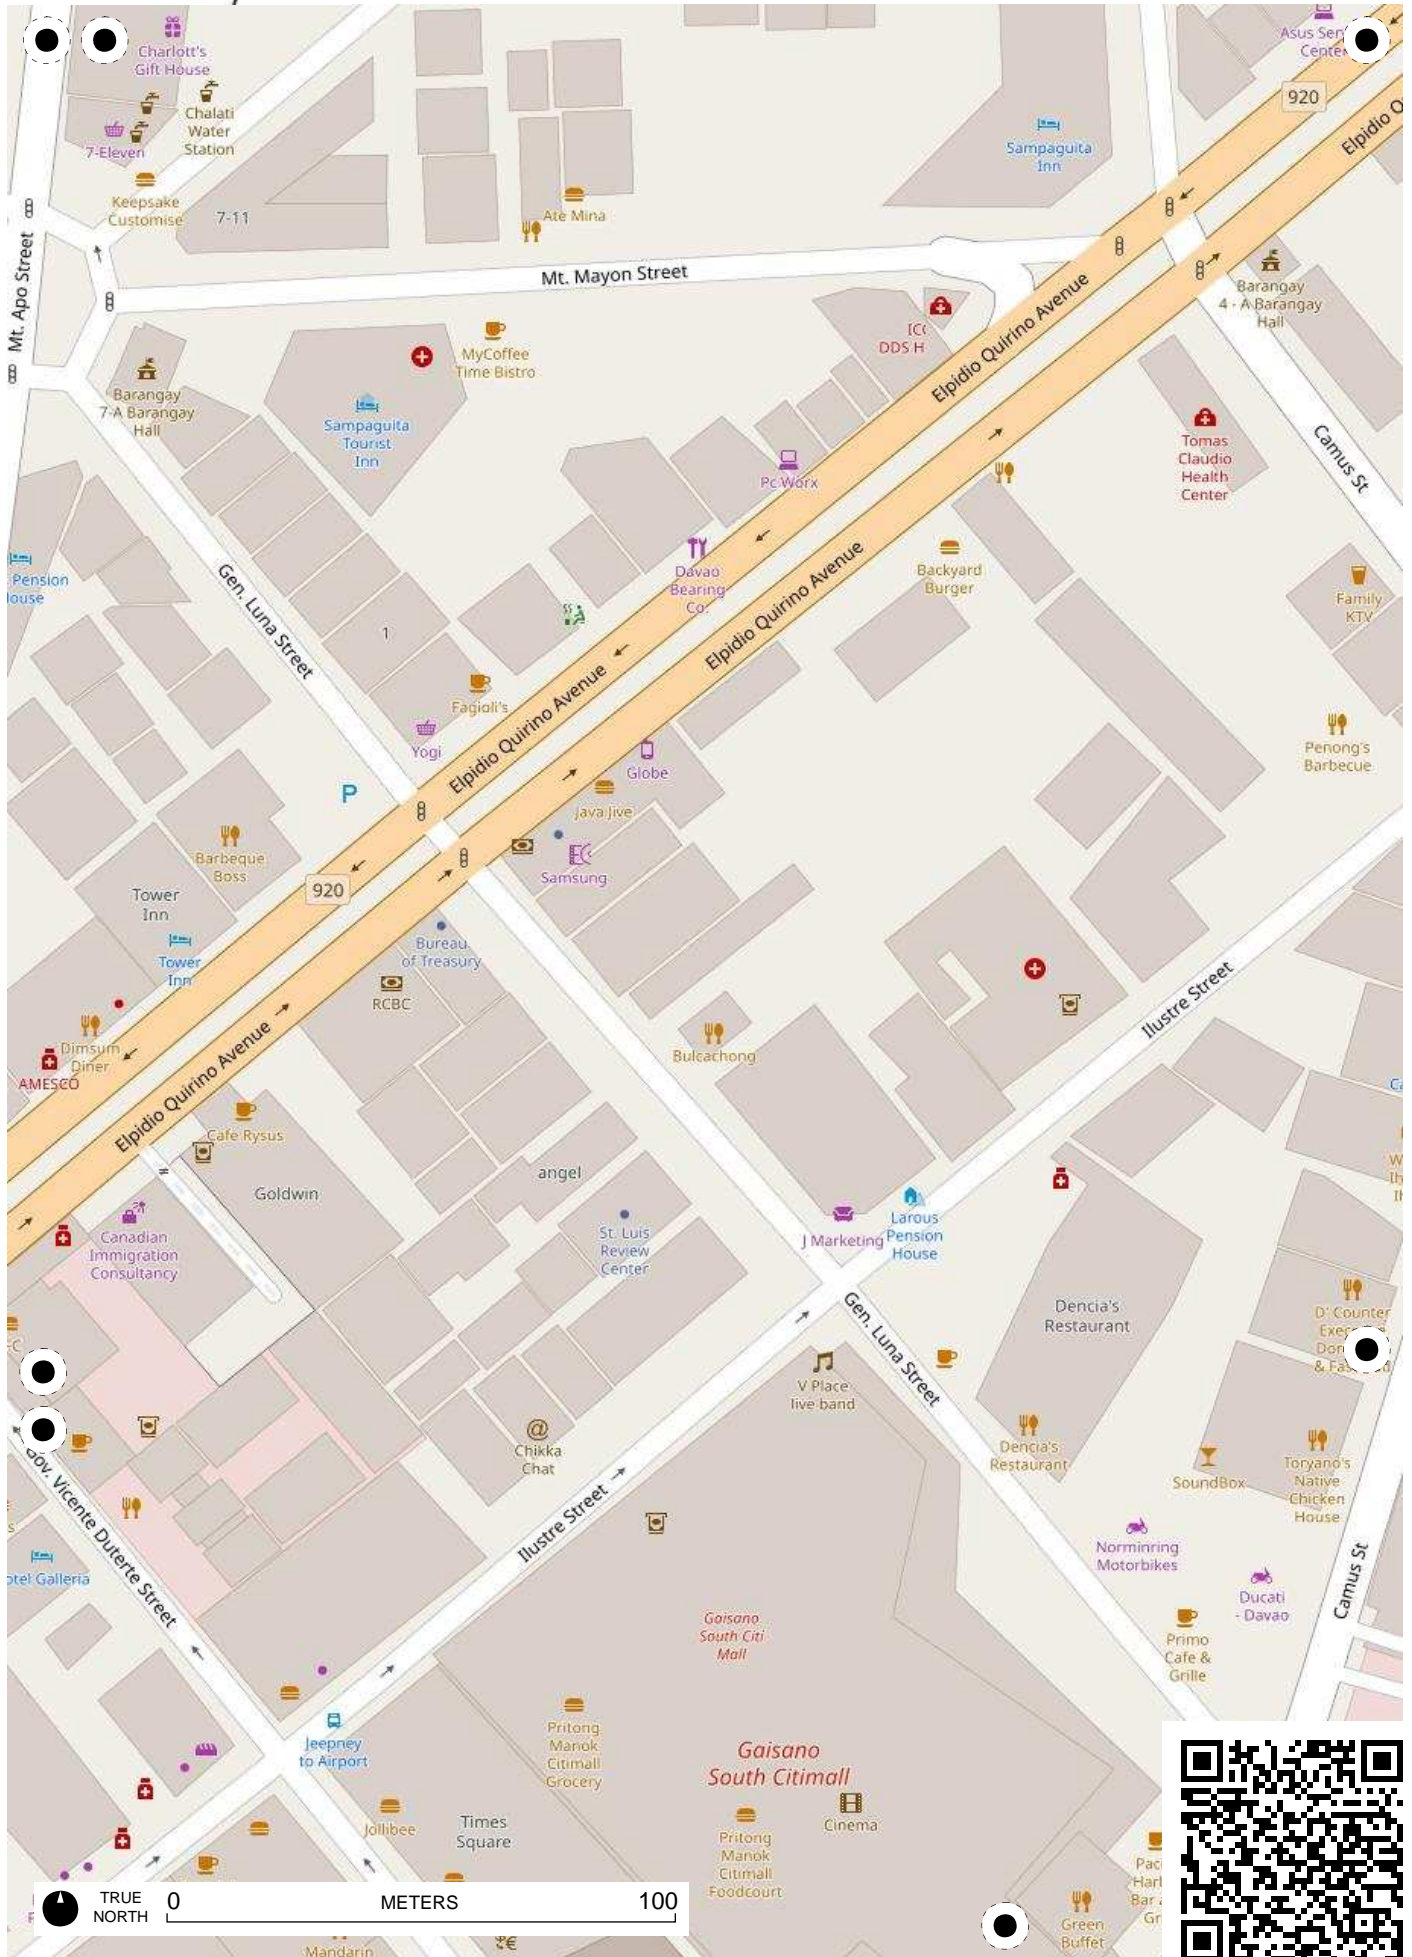 Charlott's
Gift House
Asus
920
Elpidio
Chalati
Water
Station
7-Eleven
Sampaguita
Inn
Keepsake
Customise
7-11
Ate Mina
Mt. Apo Street
Mt. Mayon Street
Barangay
4 - A Barangay
Hall
Elpidio Quirino Avenue
DDS
MyCoffee
Time Bistro
Barangay
7-A Barangay
Hall
Sampaguita
Tourist
Inn
Tomas
Claudio
Health
Center
Camus St
Pc Worx
Davao
Bearing
Co.
Backyard
Burger
Family
KTV
Pension
Gen. Luna Street
1
Elpidio Quirino Avenue
Elpidio Quirino Avenue
Fagioli's
Yogi
Globe
Penong's
Barbecue
P
Java Jive
Barbeque
Boss
Samsung
920
Tower
Inn
Tower
Inn
Bureau
of Treasury
RCBC
Ilustre Street
Dimsum
Diner
AMESCO
Bulcachong
Elpidio Quirino Avenue
Cafe Rysus
Goldwin
angel
Canadian
Immigration
Consultancy
St. Luis
Review
Center
J Marketing
Larous
Pension
House
Dencia's
Restaurant
D' Counter
Gen. Luna Street
V Place
live band
@
Chikka
Chat
Dencia's
Restaurant
SoundBox
Toryano's
Native
Chicken
House
Gov. Vicente Duterte Street
Ilustre Street
Norminring
Motorbikes
Ducati
- Davao
Camus St
Galleria
Gaisano
South Citi
Mall
Primo
Cafe &
Grille
Jeepney
to Airport
Pritong
Manok
Citimall
Grocery
Gaisano
South Citimall
Jollibee
Times
Square
Pritong
Manok
Citimall
Foodcourt
Cinema
Bar
Green
Buffet
TRUE
NORTH
0 METERS 100
Mandarin